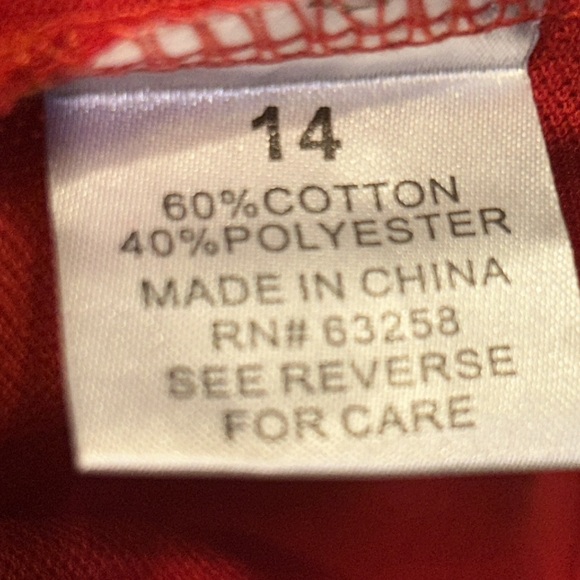 14
60%COTTON
40%POLYESTER
MADE IN CHINA
RN# 63258
SEE REVERSE
FOR CARE